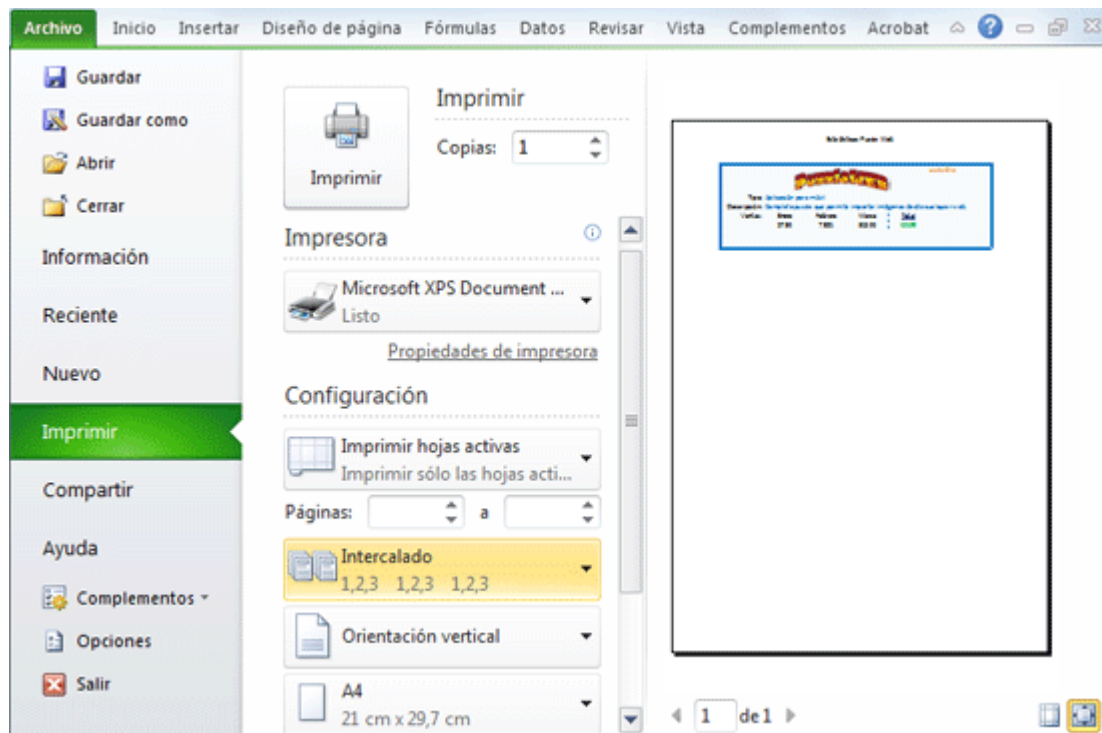 Archivo Inicio Insertar Diseño de página Fórmulas Datos Revisar Vista Complementos Acrobat
Guardar
Guardar como
Abrir
Cerrar
Información
Reciente
Nuevo
Imprimir
Compartir
Ayuda
Complementos
Opciones
Salir
Imprimir
Imprimir
Copias: 1
Impresora
Microsoft XPS Document ...
Listo
Propiedades de impresora
Configuración
Imprimir hojas activas
Imprimir sólo las hojas acti...
Páginas: a
Intercalado
1,2,3 1,2,3 1,2,3
Orientación vertical
A4
21 cm x 29,7 cm
1 de 1